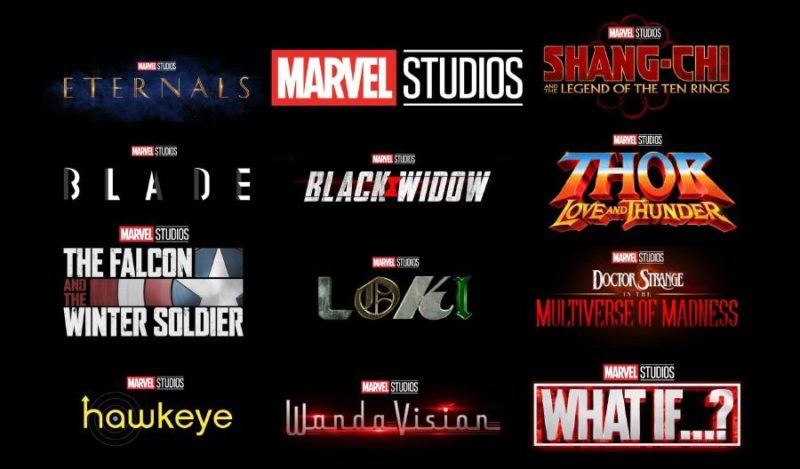 MARVEL STUDIOS
ETERNALS
MARVEL STUDIOS
MARVEL STUDIOS
SHANG-CHI
AND THE LEGEND OF THE TEN RINGS
MARVEL STUDIOS
BLADE
MARVEL STUDIOS
BLACK WIDOW
MARVEL STUDIOS
THOR
LOVE AND THUNDER
MARVEL STUDIOS
THE FALCON
AND THE
WINTER SOLDIER
MARVEL STUDIOS
LOKI
MARVEL STUDIOS
DOCTOR STRANGE
IN THE
MULTIVERSE OF MADNESS
MARVEL STUDIOS
hawkeye
MARVEL STUDIOS
WandaVision
MARVEL STUDIOS
WHAT IF...?